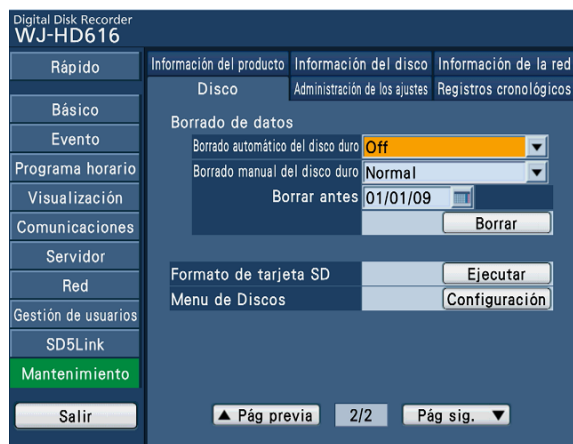 Digital Disk Recorder
WJ-HD616
Rápido
Básico
Evento
Programa horario
Visualización
Comunicaciones
Servidor
Red
Gestión de usuarios
SD5Link
Mantenimiento
Salir
Información del producto Información del disco Información de la red
Disco Administración de los ajustes Registros cronológicos
Borrado de datos
Borrado automático del disco duro Off
Borrado manual del disco duro Normal
Borrar antes 01/01/09
Borrar
Formato de tarjeta SD Ejecutar
Menu de Discos Configuración
▲ Pág previa 2/2 Pág sig. ▼